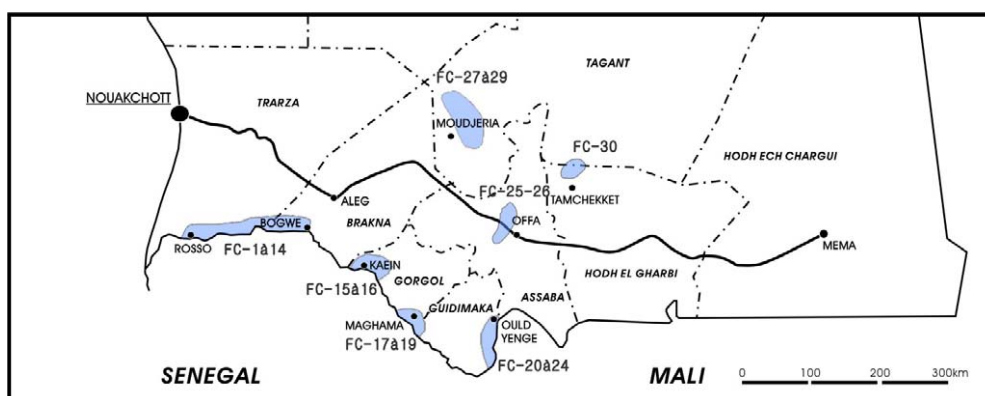 TAGANT
FC-27à29
NOUAKCHOTT
TRARZA
MOUDJERIA
FC-30
HODH ECH CHARGUI
FC-25-26
TAMCHEKKET
ALEG
BOGWE
BRAKNA
OFFA
MEMA
ROSSO
FC-1à14
KAEIN
GORGOL
HODH EL GHARBI
FC-15à16
ASSABA
GUIDIMAKA
MAGHAMA
OULD
YENGE
FC-17à19
FC-20à24
SENEGAL
MALI
0 100 200 300km